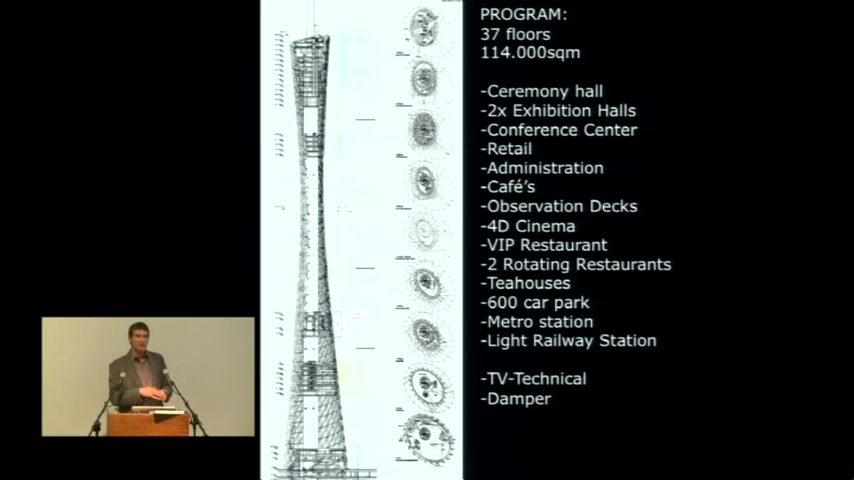 PROGRAM:
37 floors
114.000sqm
-Ceremony hall
-2x Exhibition Halls
-Conference Center
-Retail
-Administration
-Café's
-Observation Decks
-4D Cinema
-VIP Restaurant
-2 Rotating Restaurants
-Teahouses
-600 car park
-Metro station
-Light Railway Station
-TV-Technical
-Damper